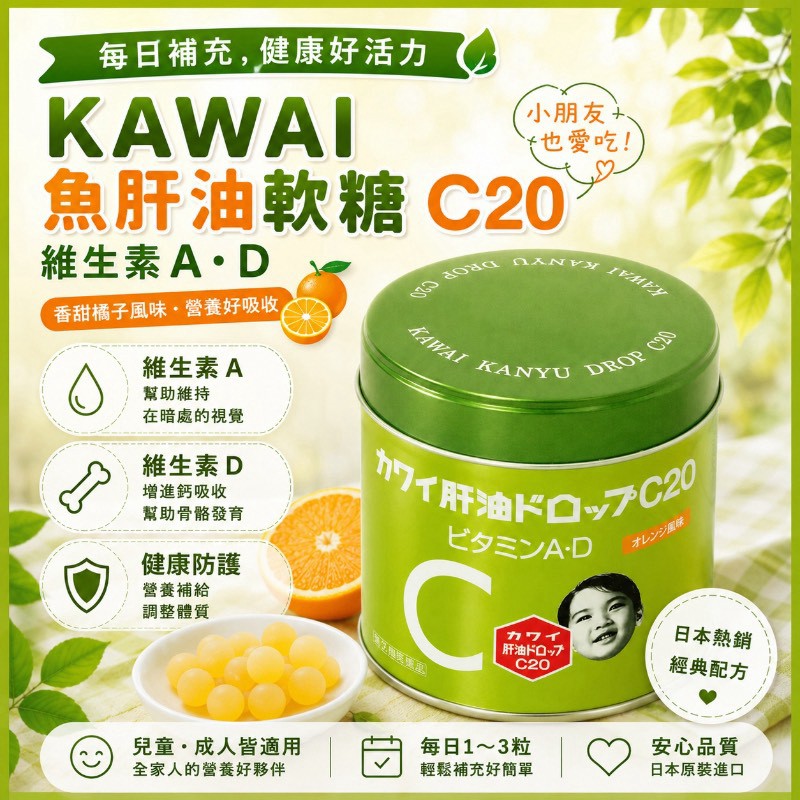 每日補充，健康好活力
KAWAI
魚肝油軟糖 C20
維生素 A・D
香甜橘子風味・營養好吸收
小朋友
也愛吃！
維生素 A
幫助維持
在暗處的視覺
維生素 D
增進鈣吸收
幫助骨骼發育
健康防護
營養補給
調整體質
KAWAI KANYU DROP C20
KAWAI KANYU DROP C20
カワイ肝油ドロップC20
ビタミンA・D
オレンジ風味
C
カワイ
肝油ドロップ
C20
日本熱銷
經典配方
兒童・成人皆適用
全家人的營養好夥伴
每日1～3粒
輕鬆補充好簡單
安心品質
日本原裝進口